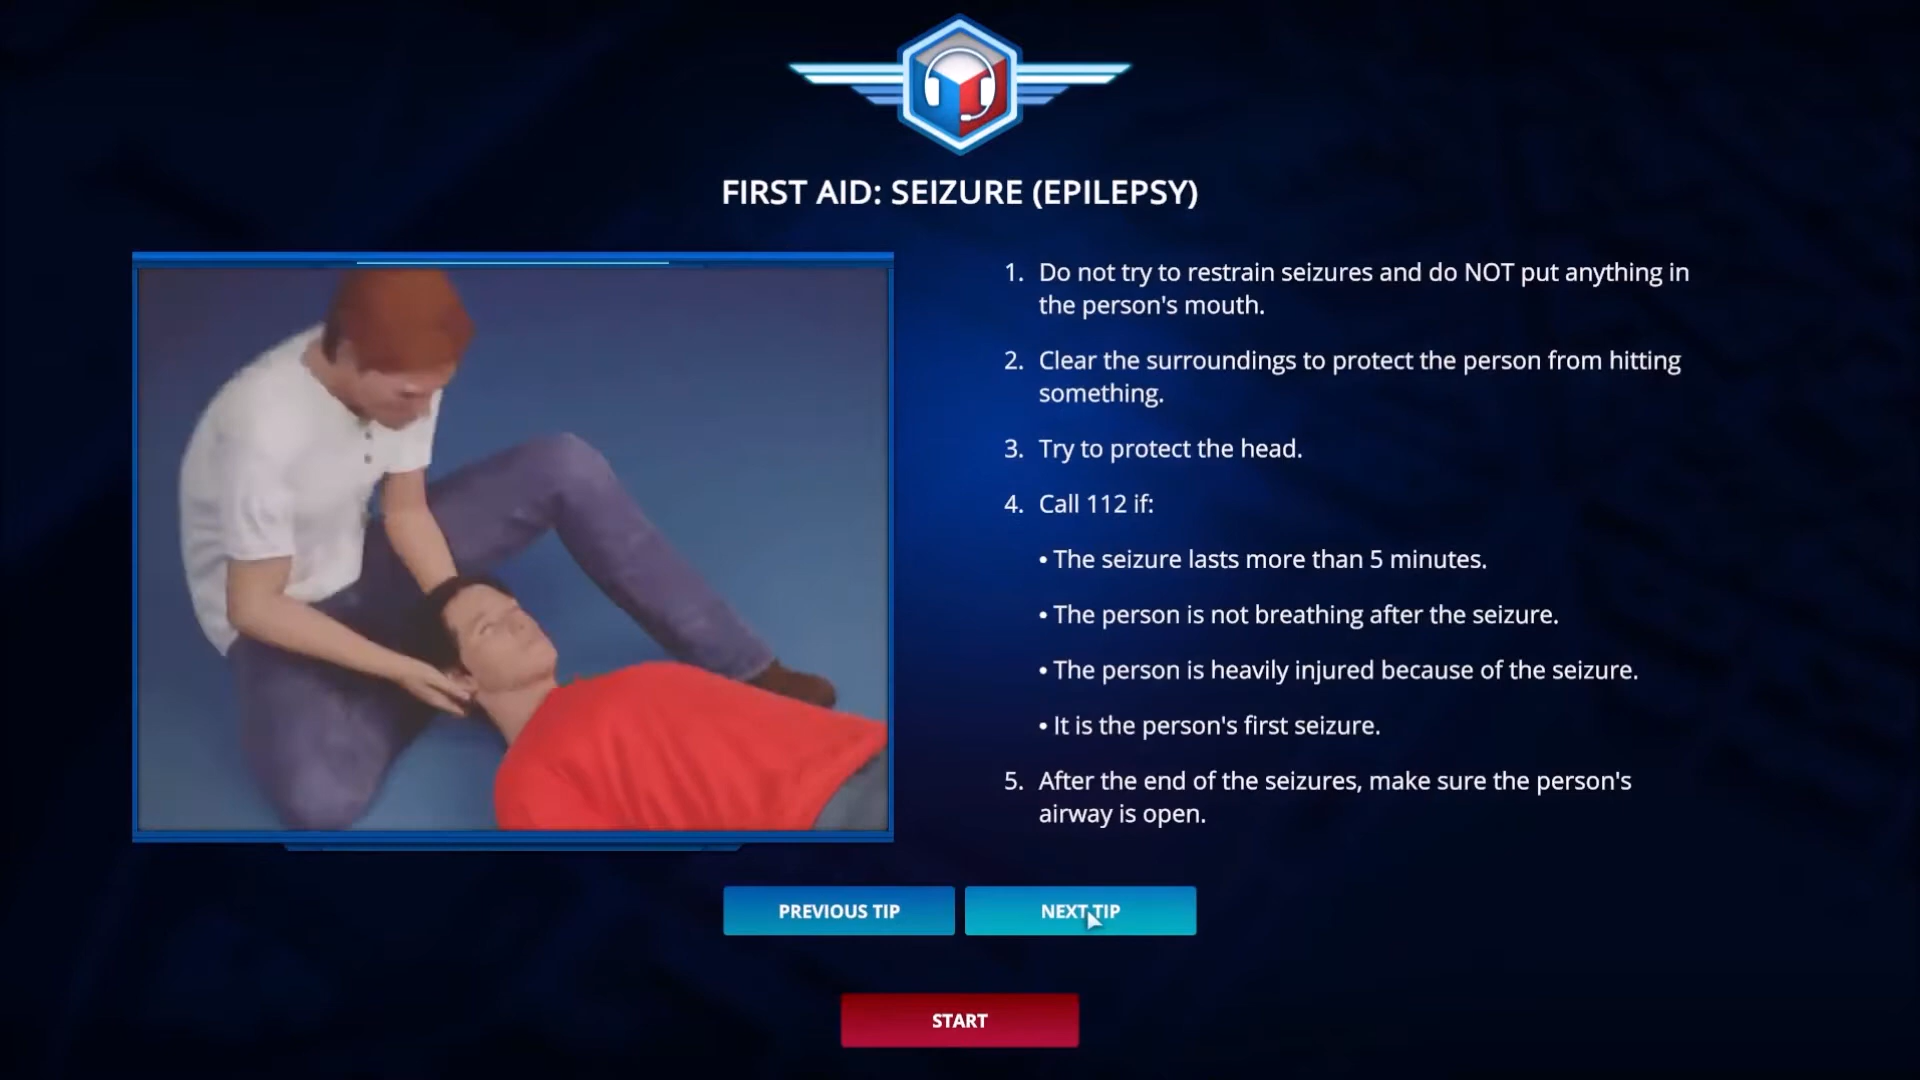 FIRST AID: SEIZURE (EPILEPSY)
1. Do not try to restrain seizures and do NOT put anything in
the person's mouth.
2. Clear the surroundings to protect the person from hitting
something.
3. Try to protect the head.
4. Call 112 if:
• The seizure lasts more than 5 minutes.
• The person is not breathing after the seizure.
• The person is heavily injured because of the seizure.
• It is the person's first seizure.
5. After the end of the seizures, make sure the person's
airway is open.
PREVIOUS TIP
NEXT TIP
START